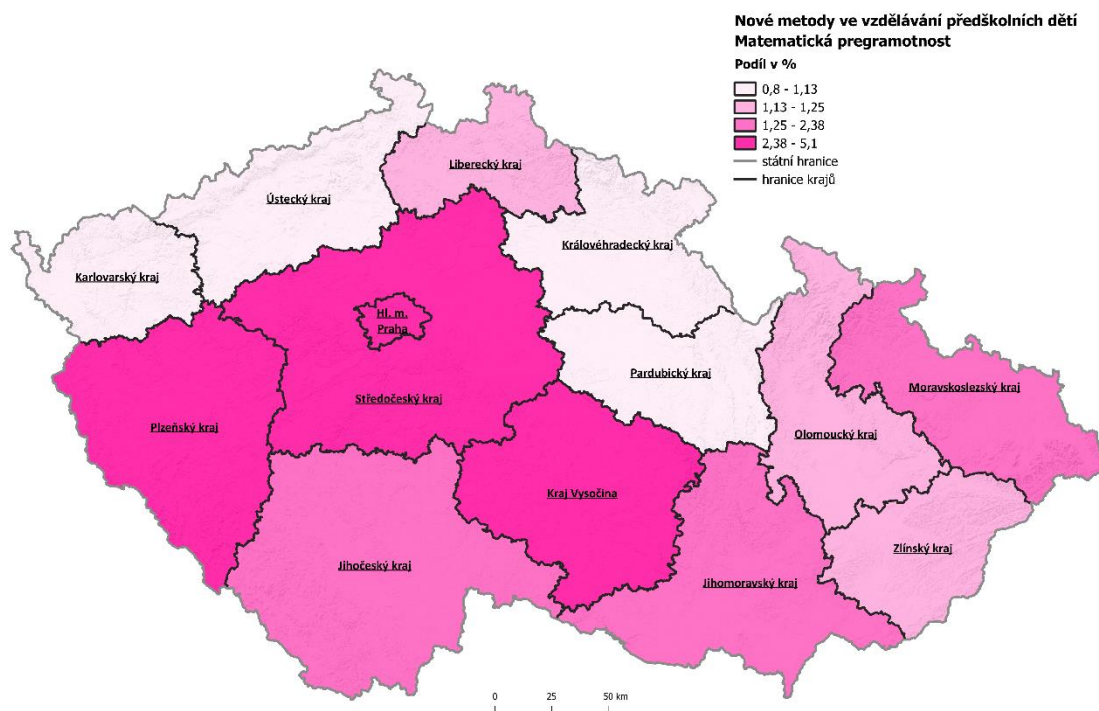 Nové metody ve vzdělávání předškolních dětí
Matematická pregramotnost
Podíl v %
0,8 - 1,13
1,13 - 1,25
1,25 - 2,38
2,38 - 5,1
státní hranice
hranice krajů
Liberecký kraj
Ústecký kraj
Královéhradecký kraj
Karlovarský kraj
Hl. m.
Praha
Pardubický kraj
Moravskoslezský kraj
Středočeský kraj
Plzeňský kraj
Olomoucký kraj
Kraj Vysočina
Zlínský kraj
Jihočeský kraj
Jihomoravský kraj
0 25 50 km